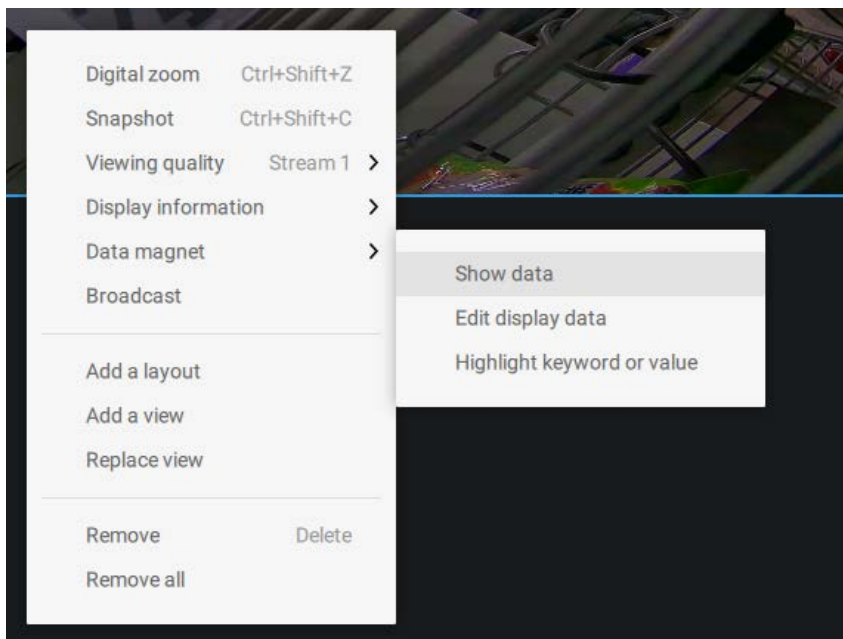 Digital zoom Ctrl+Shift+Z
Snapshot Ctrl+Shift+C
Viewing quality Stream 1
Display information
Data magnet
Broadcast
Add a layout
Add a view
Replace view
Remove Delete
Remove all
Show data
Edit display data
Highlight keyword or value